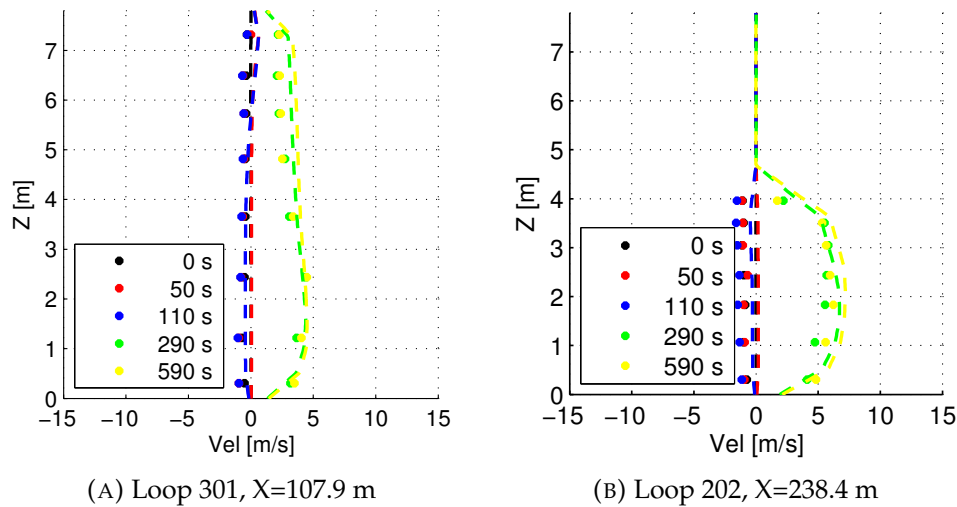 7
6
5
4
3
2
1
0
Z [m]
0 s
50 s
110 s
290 s
590 s
−15 −10 −5 0 5 10 15
Vel [m/s]
(A) Loop 301, X=107.9 m
7
6
5
4
3
2
1
0
Z [m]
0 s
50 s
110 s
290 s
590 s
−15 −10 −5 0 5 10 15
Vel [m/s]
(B) Loop 202, X=238.4 m